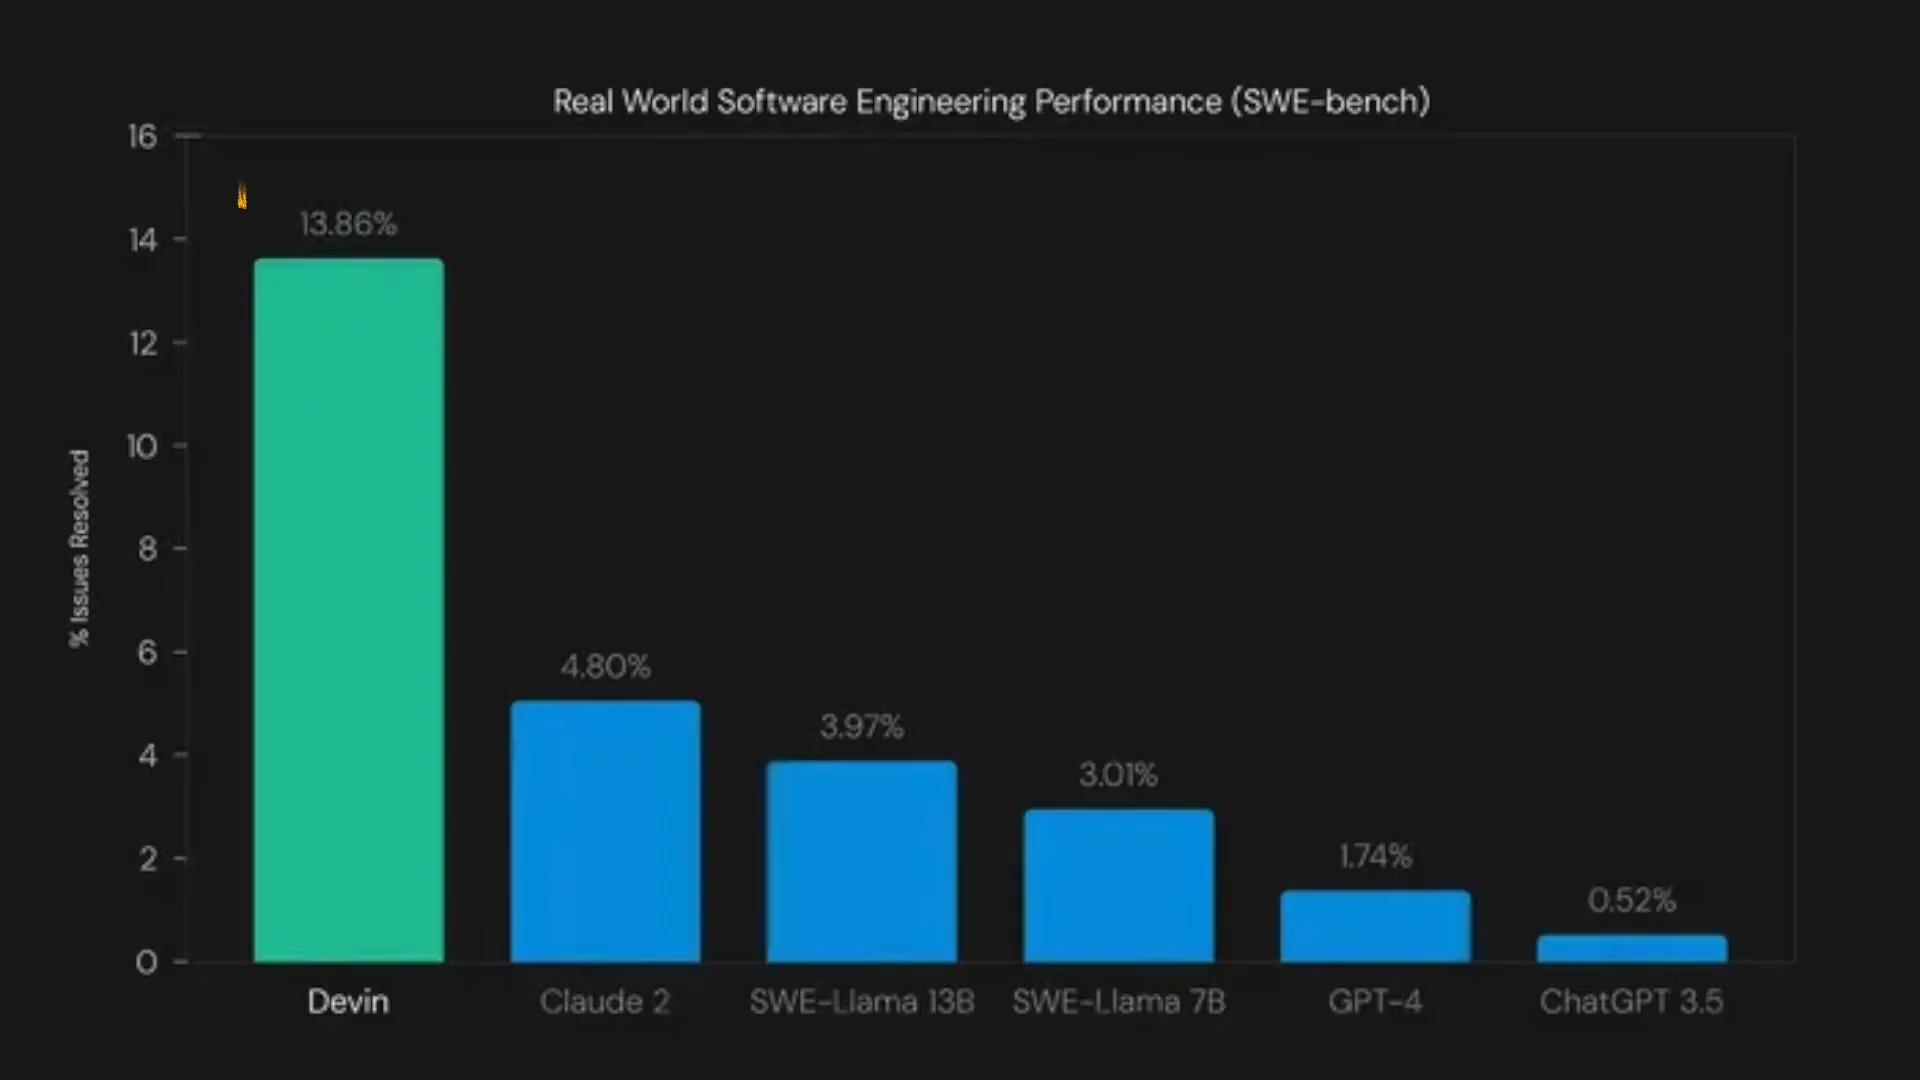 Real World Software Engineering Performance (SWE-bench)
16
14
12
10
8
6
4
2
0
% Issues Resolved
13.86%
4.80%
3.97%
3.01%
1.74%
0.52%
Devin
Claude 2
SWE-Llama 13B
SWE-Llama 7B
GPT-4
ChatGPT 3.5